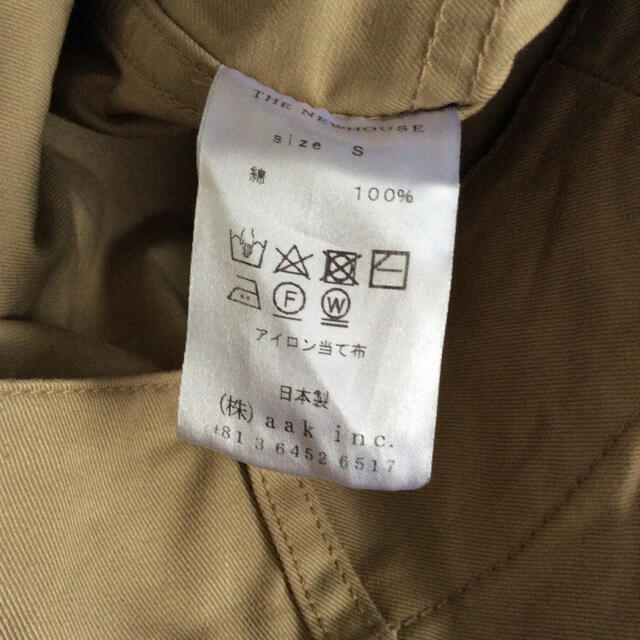 THE NEWHOUSE
size S
綿 100%
F W
アイロン当て布
日本製
(株) aak inc.
+81 3 6452 6517